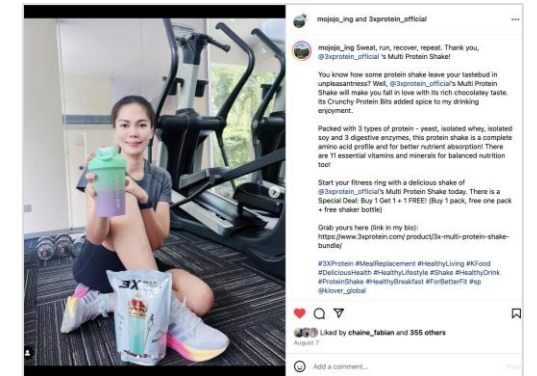 mojojo_ing and 3xprotein_official
mojojo_ing Sweat, run, recover, repeat. Thank you,
@3xprotein_official 's Multi Protein Shake!
You know how some protein shake leave your tastebud in
unpleasantness? Well, @3xprotein_official's Multi Protein
Shake will make you fall in love with its rich chocolatey taste.
Its Crunchy Protein Bits added spice to my drinking
enjoyment.
Packed with 3 types of protein - yeast, isolated whey, isolated
soy and 3 digestive enzymes, this protein shake is a complete
amino acid profile and for better nutrient absorption! There
are 11 essential vitamins and minerals for balanced nutrition
too!
Start your fitness ring with a delicious shake of
@3xprotein_official's Multi Protein Shake today. There is a
Special Deal: Buy 1 Get 1 + 1 FREE! (Buy 1 pack, free one pack
+ free shaker bottle)
Grab yours here (link in my bio):
https://www.3xprotein.com/ product/3x-multi-protein-shake-
bundle/
#3XProtein #MealReplacement #HealthyLiving #KFood
#DeliciousHealth #HealthyLifestyle #Shake #HealthyDrink
#ProteinShake #HealthyBreakfast #ForBetterFit #sp
@klover_global
3X
Liked by chaine_fabian and 355 others
August 7
Add a comment...
Post